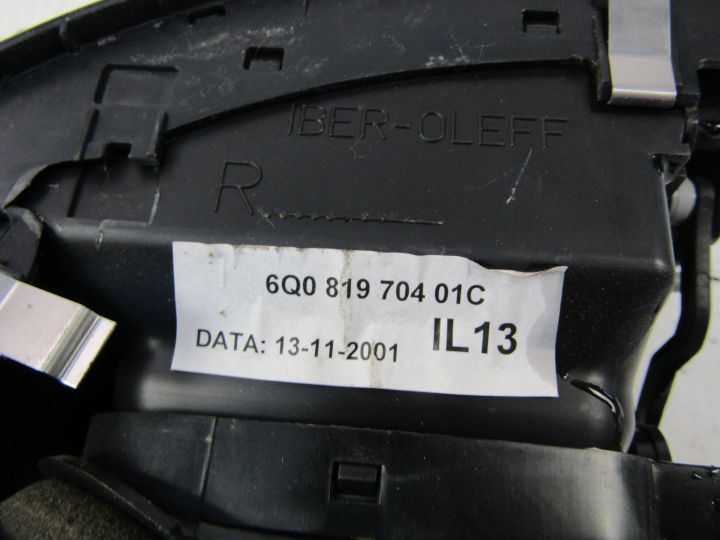 IBER-OLEFF
R
6Q0 819 704 01C
DATA: 13-11-2001 IL13